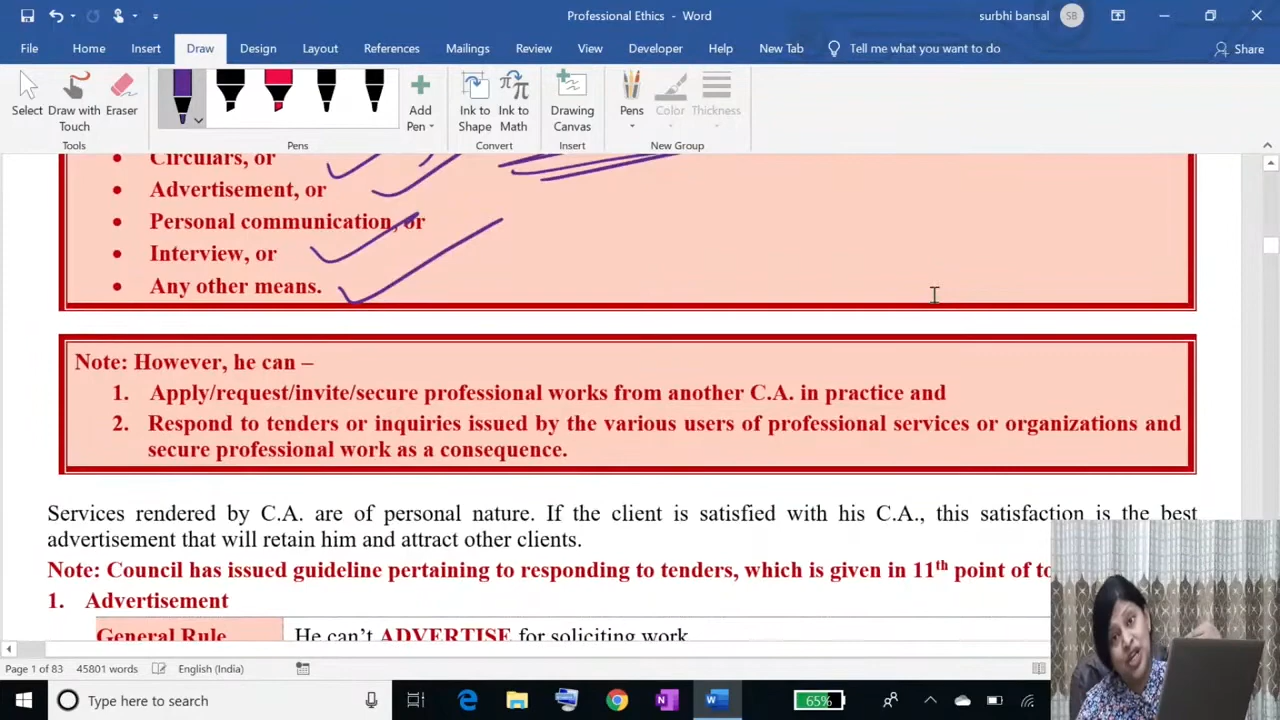 Professional Ethics - Word
surbhi bansal SB
File Home Insert Draw Design Layout References Mailings Review View Developer Help New Tab Tell me what you want to do Share
Select Draw with Touch Eraser Add Pen Ink to Shape Ink to Math Drawing Canvas Pens Color Thickness
Tools Pens Convert Insert New Group
• Circulars, or
• Advertisement, or
• Personal communication, or
• Interview, or
• Any other means.
Note: However, he can –
1. Apply/request/invite/secure professional works from another C.A. in practice and
2. Respond to tenders or inquiries issued by the various users of professional services or organizations and
secure professional work as a consequence.
Services rendered by C.A. are of personal nature. If the client is satisfied with his C.A., this satisfaction is the best
advertisement that will retain him and attract other clients.
Note: Council has issued guideline pertaining to responding to tenders, which is given in 11th point of
1. Advertisement
General Rule He can't ADVERTISE for soliciting work
Page 1 of 83 45801 words English (India)
Type here to search 65%